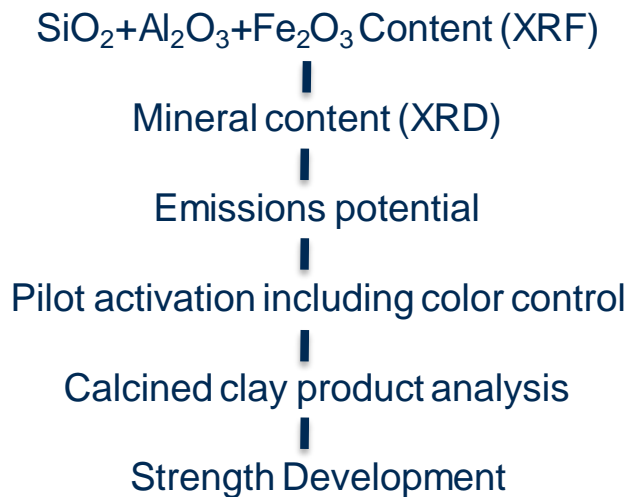 SiO₂+Al₂O₃+Fe₂O₃ Content (XRF)
Mineral content (XRD)
Emissions potential
Pilot activation including color control
Calcined clay product analysis
Strength Development